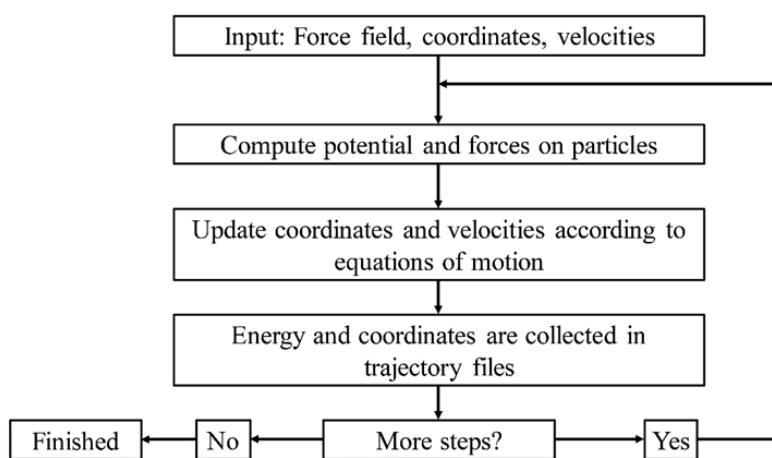 Input: Force field, coordinates, velocities
Compute potential and forces on particles
Update coordinates and velocities according to
equations of motion
Energy and coordinates are collected in
trajectory files
Finished
No
More steps?
Yes